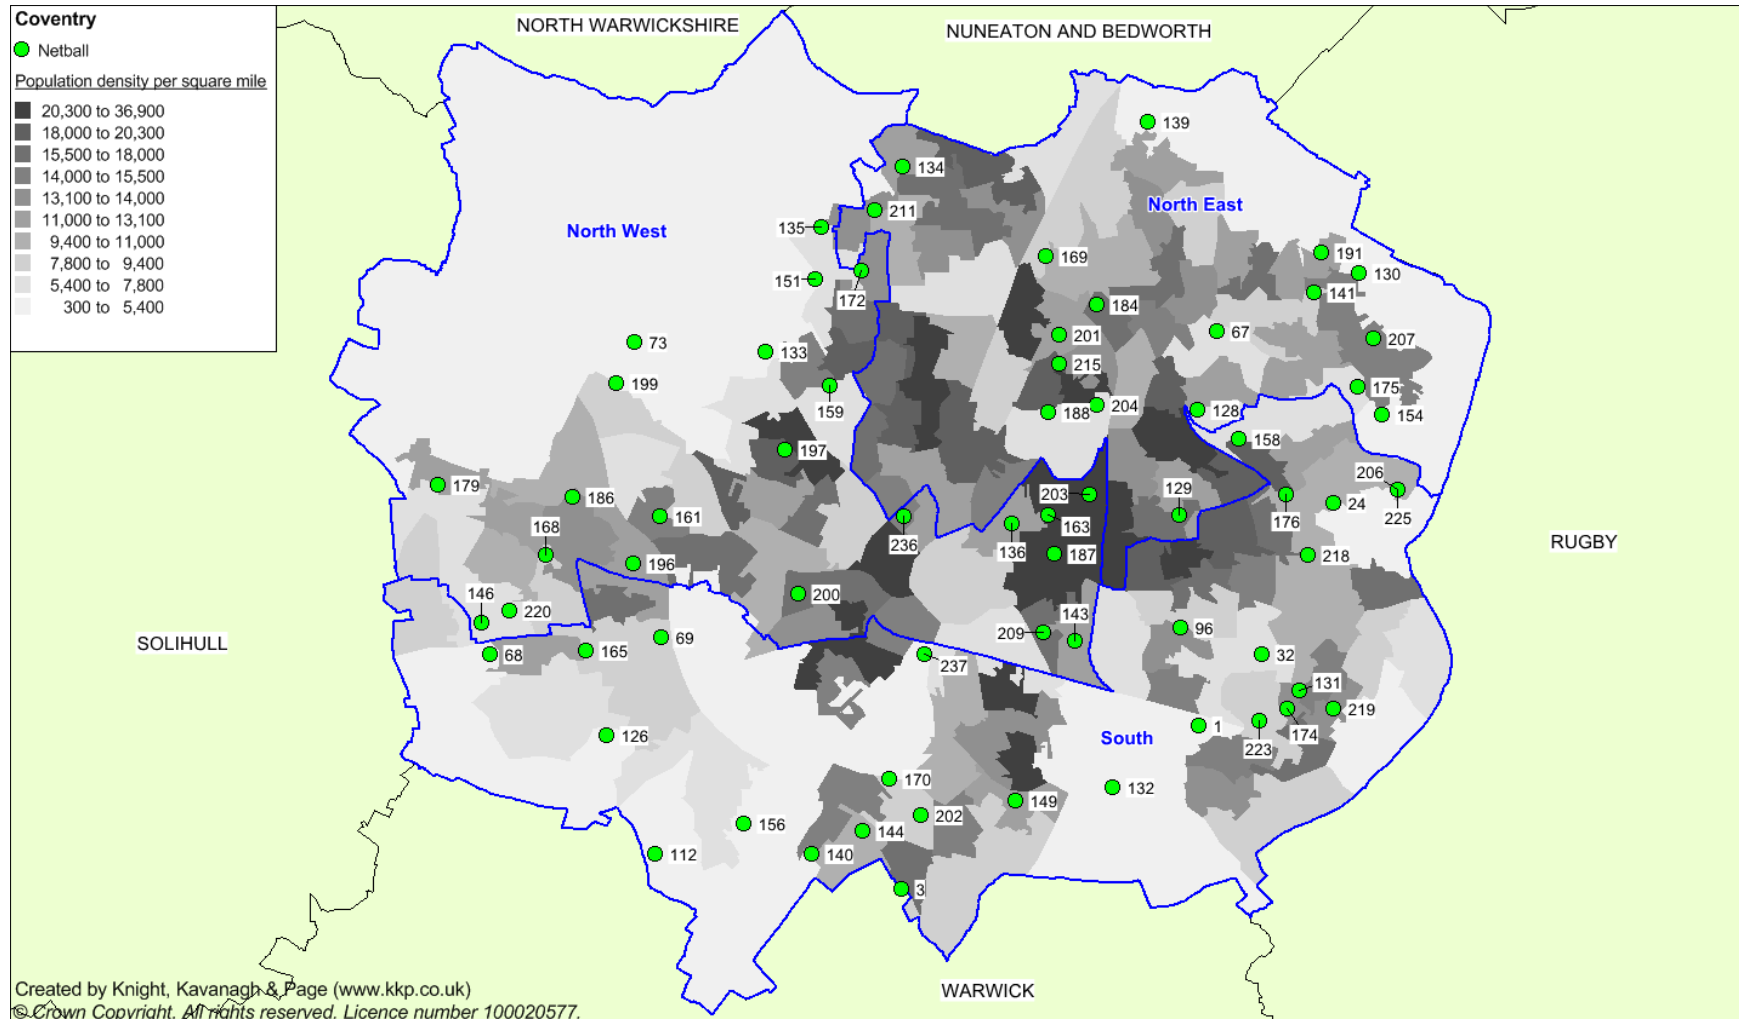 Coventry
Netball
Population density per square mile
20,300 to 36,900
18,000 to 20,300
15,500 to 18,000
14,000 to 15,500
13,100 to 14,000
11,000 to 13,100
9,400 to 11,000
7,800 to 9,400
5,400 to 7,800
300 to 5,400
NORTH WARWICKSHIRE
NUNEATON AND BEDWORTH
139
134
North East
211
135
North West
169
191
130
151
172
141
184
67
201
207
73
133
215
199
159
175
188
204
128
154
158
197
206
179
186
203
129
24
161
176
225
168
236
136
163
RUGBY
187
218
196
146
200
220
143
96
SOLIHULL
209
69
68
165
237
32
131
219
1
174
126
South
223
170
132
149
202
156
144
112
140
3
Created by Knight, Kavanagh & Page (www.kkp.co.uk)
WARWICK
© Crown Copyright. All rights reserved. Licence number 100020577.